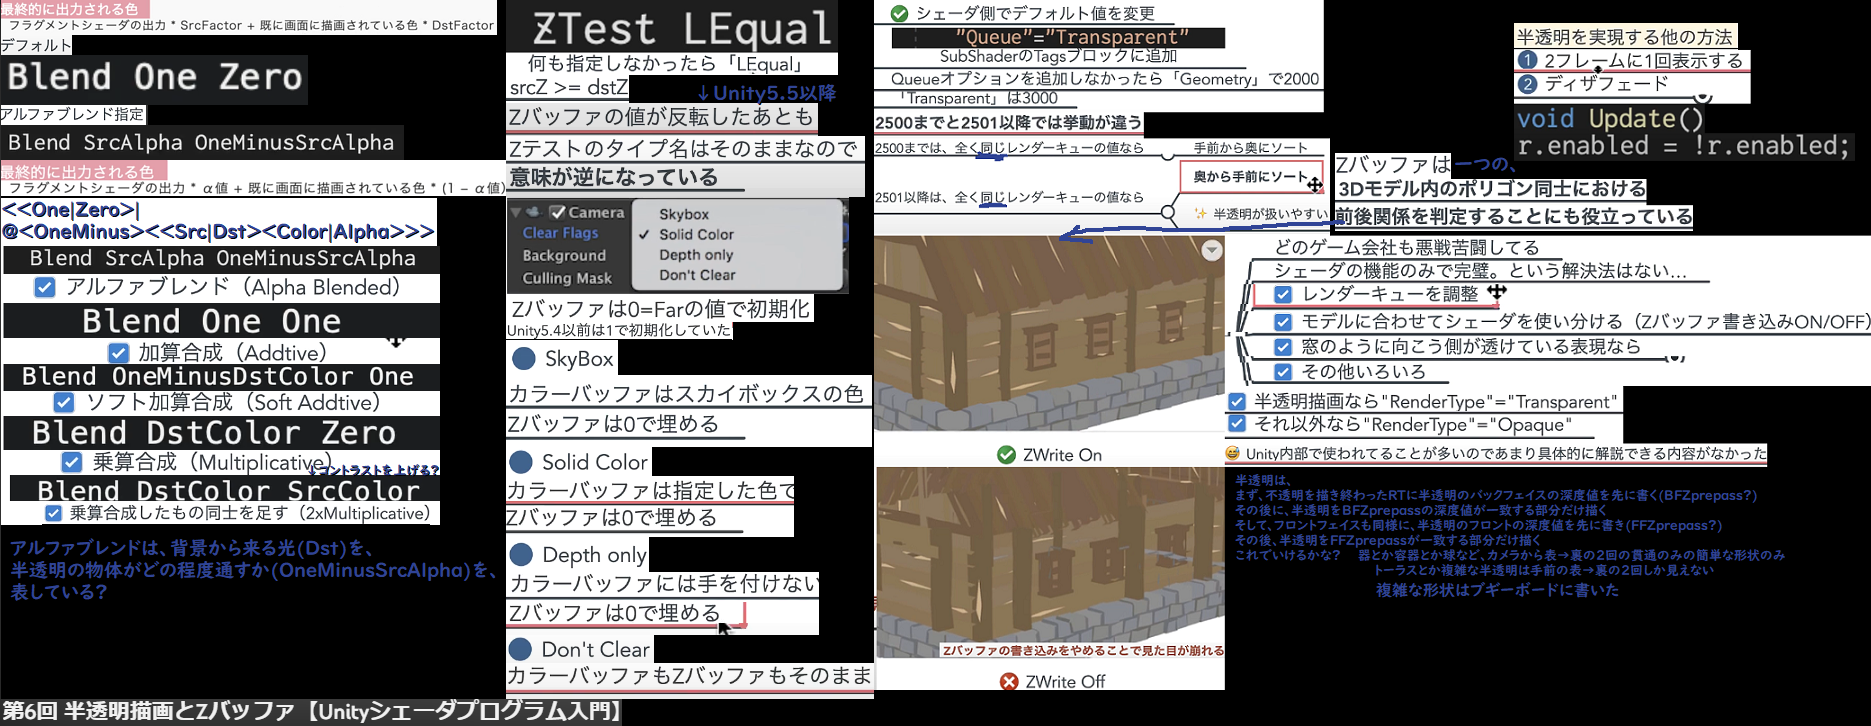 最終的に出力される色
フラグメントシェーダの出力 * SrcFactor + 既に画面に描画されている色 * DstFactor
デフォルト
Blend One Zero
アルファブレンド指定
Blend SrcAlpha OneMinusSrcAlpha
最終的に出力される色
フラグメントシェーダの出力 * α値 + 既に画面に描画されている色 * (1 − α値)
<<One|Zero>|
@<OneMinus><<Src|Dst><Color|Alpha>>>
Blend SrcAlpha OneMinusSrcAlpha
アルファブレンド（Alpha Blended）
Blend One One
加算合成（Addtive）
Blend OneMinusDstColor One
ソフト加算合成（Soft Addtive）
Blend DstColor Zero
乗算合成（Multiplicative）
↓コントラストを上げる?
Blend DstColor SrcColor
乗算合成したもの同士を足す（2xMultiplicative）
アルファブレンドは、背景から来る光(Dst)を、
半透明の物体がどの程度通すか(OneMinusSrcAlpha)を、
表している?
第6回 半透明描画とZバッファ【Unityシェーダプログラム入門】
ZTest LEqual
何も指定しなかったら「LEqual」
srcZ >= dstZ
↓Unity5.5以降
Zバッファの値が反転したあとも
Zテストのタイプ名はそのままなので
意味が逆になっている
Camera
Clear Flags
Background
Culling Mask
Skybox
Solid Color
Depth only
Don't Clear
Zバッファは0=Farの値で初期化
Unity5.4以前は1で初期化していた
SkyBox
カラーバッファはスカイボックスの色
Zバッファは0で埋める
Solid Color
カラーバッファは指定した色で
Zバッファは0で埋める
Depth only
カラーバッファには手を付けない
Zバッファは0で埋める
Don't Clear
カラーバッファもZバッファもそのまま
シェーダ側でデフォルト値を変更
"Queue"="Transparent"
SubShaderのTagsブロックに追加
Queueオプションを追加しなかったら「Geometry」で2000
「Transparent」は3000
2500までと2501以降では挙動が違う
2500までは、全く同じレンダーキューの値なら
手前から奥にソート
2501以降は、全く同じレンダーキューの値なら
奥から手前にソート
✨ 半透明が扱いやすい
ZWrite On
Zバッファの書き込みをやめることで見た目が崩れる
ZWrite Off
半透明を実現する他の方法
1 2フレームに1回表示する
2 ディザフェード
void Update()
r.enabled = !r.enabled;
Zバッファは一つの、
3Dモデル内のポリゴン同士における
前後関係を判定することにも役立っている
どのゲーム会社も悪戦苦闘してる
シェーダの機能のみで完璧。という解決法はない...
レンダーキューを調整
モデルに合わせてシェーダを使い分ける（Zバッファ書き込みON/OFF）
窓のように向こう側が透けている表現なら
その他いろいろ
半透明描画なら"RenderType"="Transparent"
それ以外なら"RenderType"="Opaque"
😅 Unity内部で使われてることが多いのであまり具体的に解説できる内容がなかった
半透明は、
まず、不透明を描き終わったRTに半透明のバックフェイスの深度値を先に書く(BFZprepass?)
その後に、半透明をBFZprepassの深度値が一致する部分だけ描く
そして、フロントフェイスも同様に、半透明のフロントの深度値を先に書き(FFZprepass?)
その後、半透明をFFZprepassが一致する部分だけ描く
これでいけるかな? 器とか容器とか球など、カメラから表→裏の2回の貫通のみの簡単な形状のみ
トーラスとか複雑な半透明は手前の表→裏の2回しか見えない
複雑な形状はブギーボードに書いた